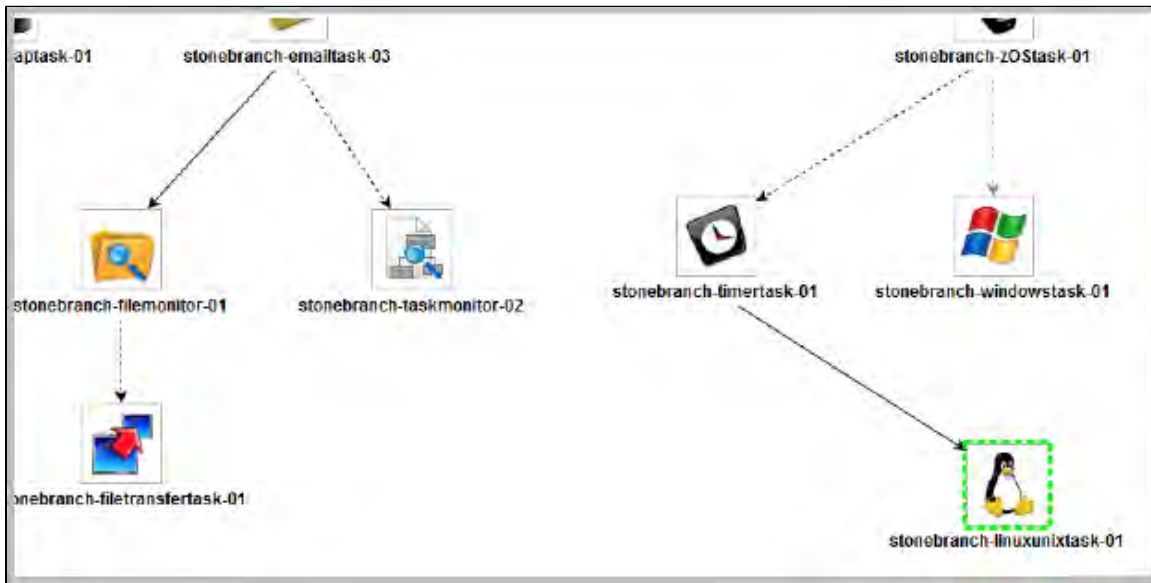 aptask-01
stonebranch-emailtask-03
stonebranch-zOStask-01
stonebranch-filemonitor-01
stonebranch-taskmonitor-02
stonebranch-timertask-01
stonebranch-windowstask-01
onebranch-filetransfertask-01
stonebranch-linuxunixtask-01